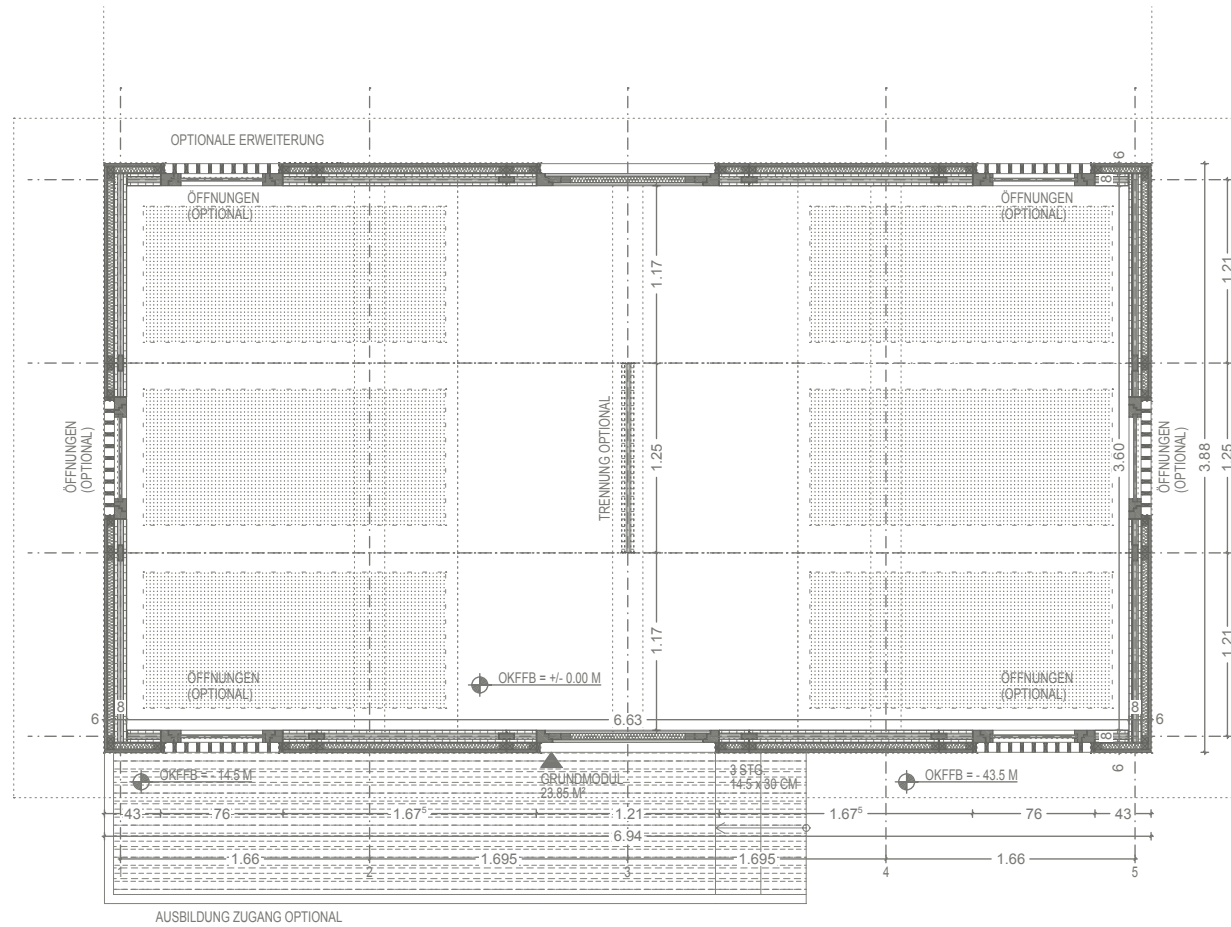 OPTIONALE ERWEITERUNG
6
ÖFFNUNGEN
(OPTIONAL)
ÖFFNUNGEN
(OPTIONAL)
8
1.17
1.21
ÖFFNUNGEN
(OPTIONAL)
TRENNUNG OPTIONAL
1.25
3.60
3.88
ÖFFNUNGEN
(OPTIONAL)
1.25
1.17
1.21
ÖFFNUNGEN
(OPTIONAL)
OKFFB = +/- 0.00 M
ÖFFNUNGEN
(OPTIONAL)
6
8
6.63
8
6
8
6
OKFFB = - 14.5 M
GRUNDMODUL
23.85 M²
3 STG.
14.5 x 30 CM
OKFFB = - 43.5 M
43
76
1.67⁵
1.21
1.67⁵
76
43
6.94
1.66
1.695
1.695
1.66
2
3
4
5
AUSBILDUNG ZUGANG OPTIONAL